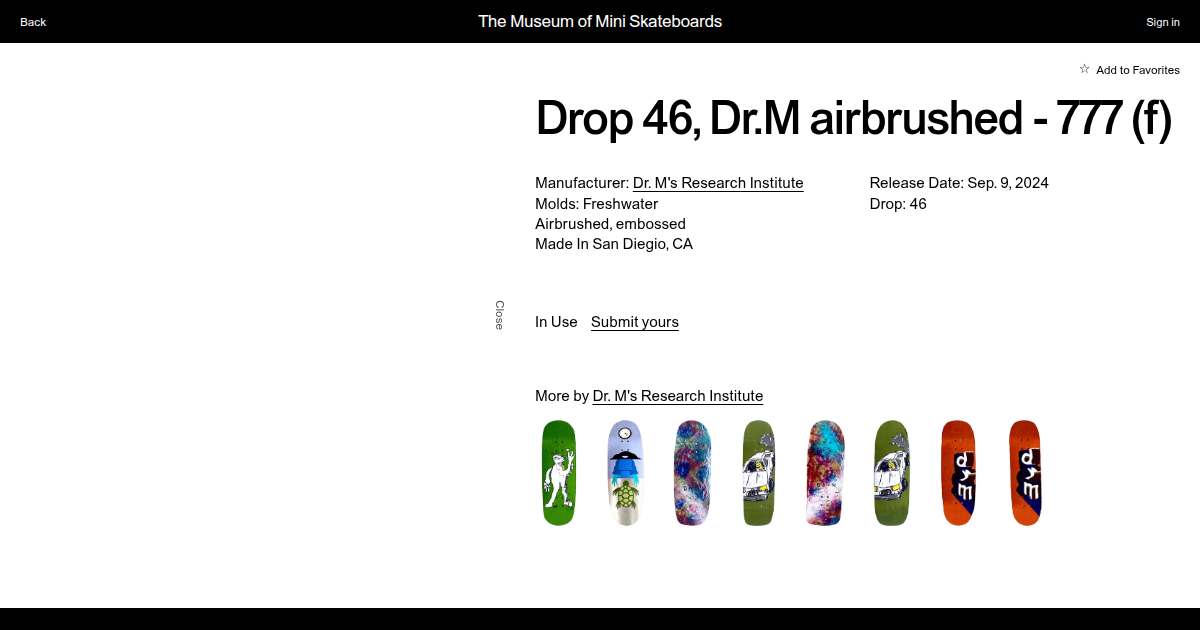 Back
The Museum of Mini Skateboards
Sign in
☆ Add to Favorites
Drop 46, Dr.M airbrushed - 777 (f)
Manufacturer: Dr. M's Research Institute
Molds: Freshwater
Airbrushed, embossed
Made In San Diegio, CA
Release Date: Sep. 9, 2024
Drop: 46
Close
In Use Submit yours
More by Dr. M's Research Institute